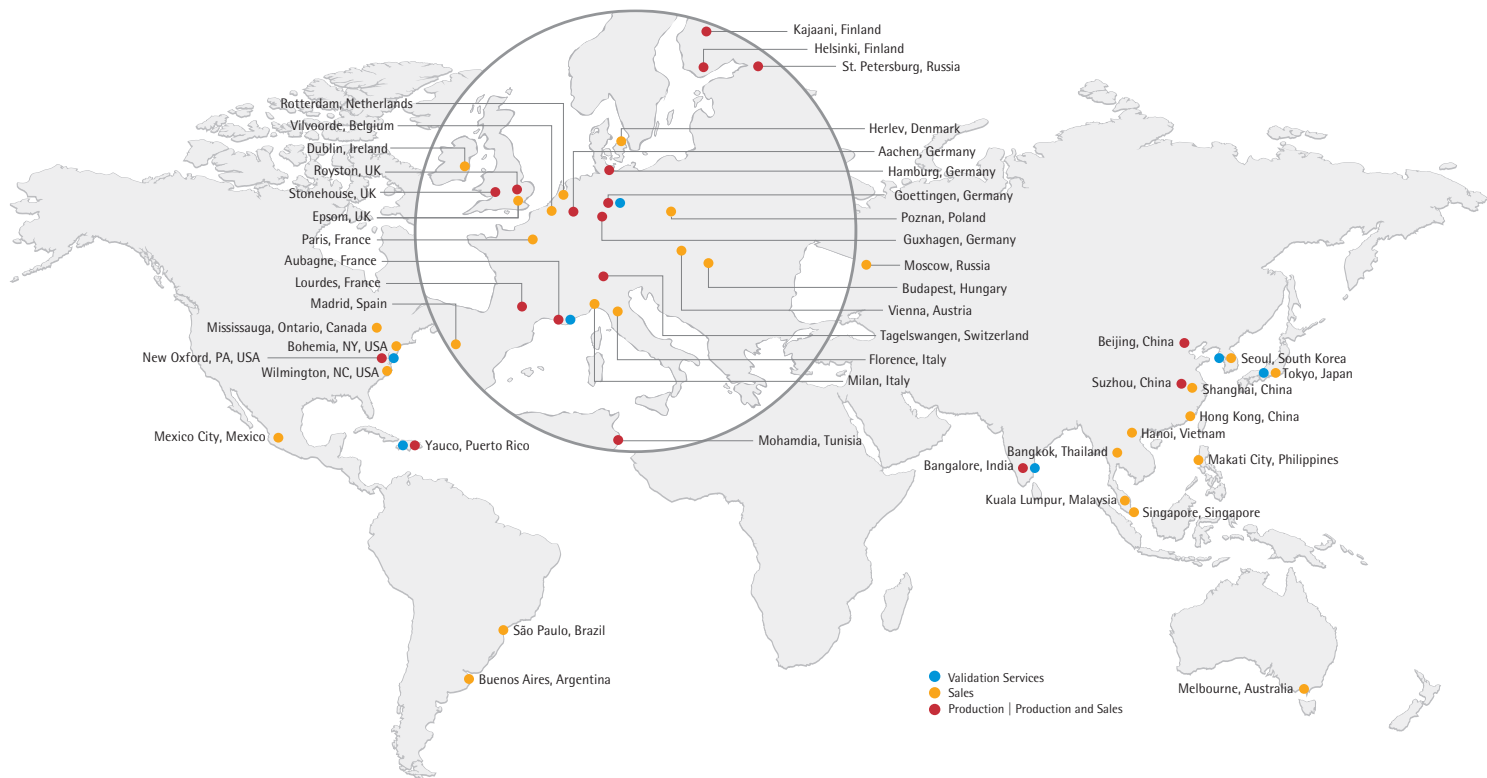 Kajaani, Finland
Helsinki, Finland
St. Petersburg, Russia
Rotterdam, Netherlands
Vilvoorde, Belgium
Dublin, Ireland
Royston, UK
Stonehouse, UK
Epsom, UK
Paris, France
Aubagne, France
Lourdes, France
Madrid, Spain
Mississauga, Ontario, Canada
Bohemia, NY, USA
New Oxford, PA, USA
Wilmington, NC, USA
Mexico City, Mexico
Yauco, Puerto Rico
São Paulo, Brazil
Buenos Aires, Argentina
Herlev, Denmark
Aachen, Germany
Hamburg, Germany
Goettingen, Germany
Poznan, Poland
Guxhagen, Germany
Moscow, Russia
Budapest, Hungary
Vienna, Austria
Tagelswangen, Switzerland
Florence, Italy
Milan, Italy
Mohamdia, Tunisia
Beijing, China
Seoul, South Korea
Tokyo, Japan
Suzhou, China
Shanghai, China
Hong Kong, China
Hanoi, Vietnam
Bangkok, Thailand
Makati City, Philippines
Bangalore, India
Kuala Lumpur, Malaysia
Singapore, Singapore
Melbourne, Australia
Validation Services
Sales
Production | Production and Sales